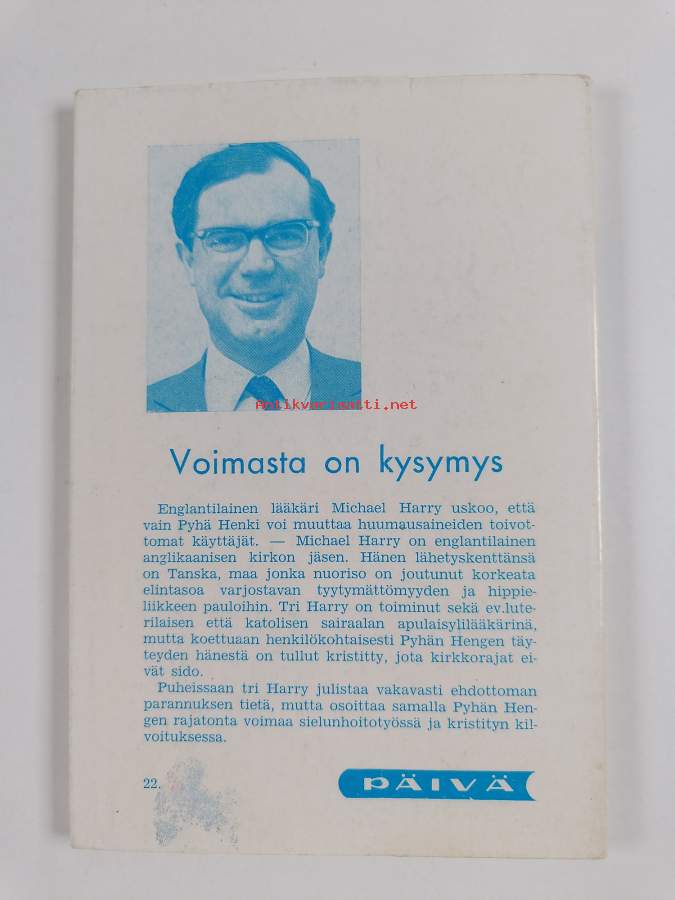 Antikvariaatti.net
Voimasta on kysymys
Englantilainen lääkäri Michael Harry uskoo, että
vain Pyhä Henki voi muuttaa huumausaineiden toivot-
tomat käyttäjät. — Michael Harry on englantilainen
anglikaanisen kirkon jäsen. Hänen lähetyskenttänsä
on Tanska, maa jonka nuoriso on joutunut korkeata
elintasoa varjostavan tyytymättömyyden ja hippie-
liikkeen pauloihin. Tri Harry on toiminut sekä ev.lute-
rilaisen että katolisen sairaalan apulaisylilääkärinä,
mutta koettuaan henkilökohtaisesti Pyhän Hengen täy-
teyden hänestä on tullut kristitty, jota kirkkorajat ei-
vät sido.
Puheissaan tri Harry julistaa vakavasti ehdottoman
parannuksen tietä, mutta osoittaa samalla Pyhän Hen-
gen rajatonta voimaa sielunhoitotyössä ja kristityn kil-
voituksessa.
22.
PÄIVÄ